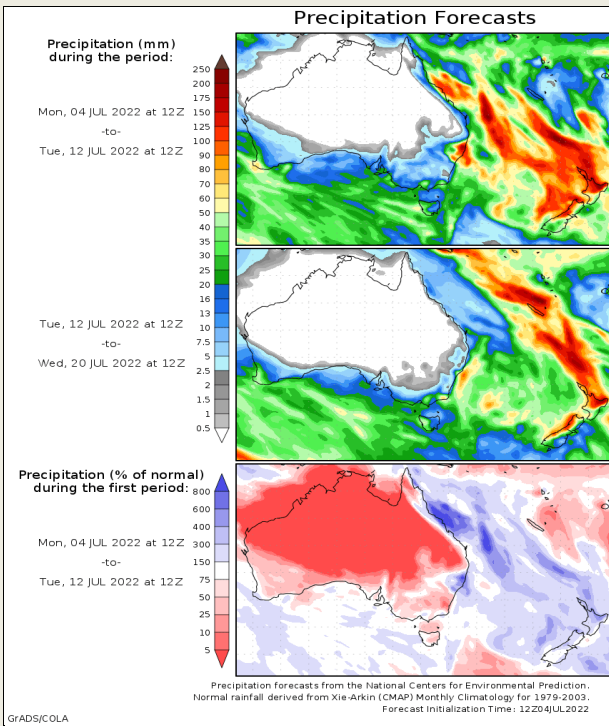 Precipitation Forecasts
Precipitation (mm)
during the period:
Mon, 04 JUL 2022 at 12Z
-to-
Tue, 12 JUL 2022 at 12Z
250
200
175
150
125
100
90
80
70
60
50
40
35
30
25
20
16
13
10
7.5
5
2.5
2
1.5
1
0.5
Tue, 12 JUL 2022 at 12Z
-to-
Wed, 20 JUL 2022 at 12Z
Precipitation (% of normal)
during the first period:
Mon, 04 JUL 2022 at 12Z
-to-
Tue, 12 JUL 2022 at 12Z
800
600
400
300
150
75
50
25
10
5
Precipitation forecasts from the National Centers for Environmental Prediction.
Normal rainfall derived from Xie-Arkin (CMAP) Monthly Climatology for 1979-2003.
Forecast Initialization Time: 12Z04JUL2022
GrADS/COLA